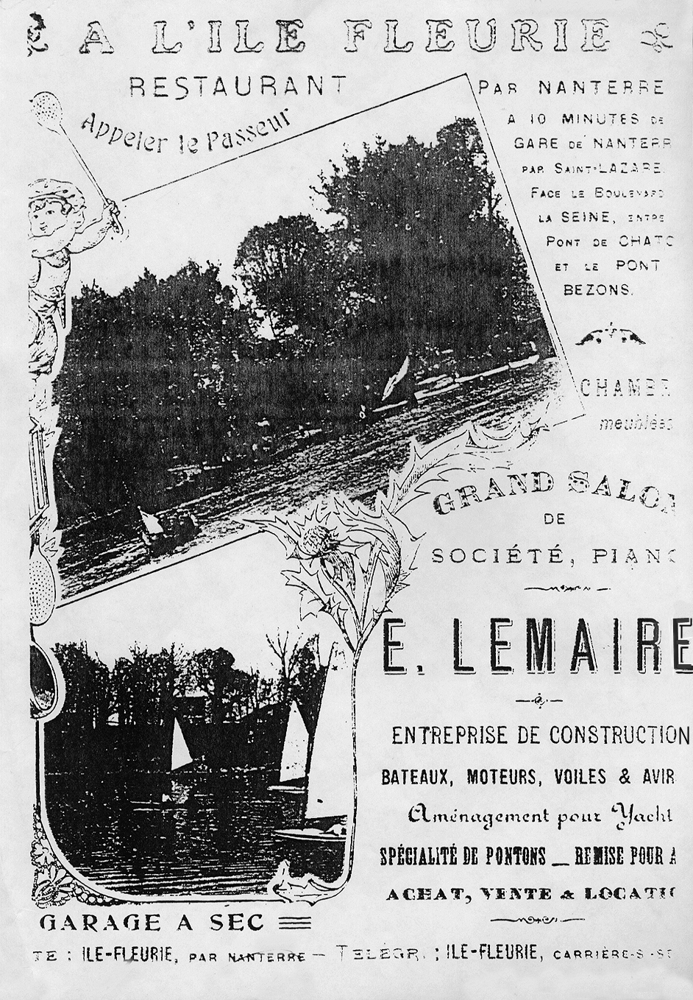 A L'ILE FLEURIE
RESTAURANT
Appeler le Passeur
PAR NANTERRE
A 10 MINUTES DE
GARE DE NANTERR
PAR SAINT-LAZARE.
FACE LE BOULEVARD
LA SEINE, ENTRE
PONT DE CHATO
ET LE PONT
BEZONS.
CHAMBR
meublées
GRAND SALON
DE
SOCIÉTÉ, PIANO
E. LEMAIRE
ENTREPRISE DE CONSTRUCTION
BATEAUX, MOTEURS, VOILES & AVIR
Aménagement pour Yacht
SPÉCIALITÉ DE PONTONS _ REMISE POUR A
ACHAT, VENTE & LOCATIO
GARAGE A SEC
TE : ILE-FLEURIE, PAR NANTERRE — TELÉGR. : ILE-FLEURIE, CARRIÈRE-S-SE